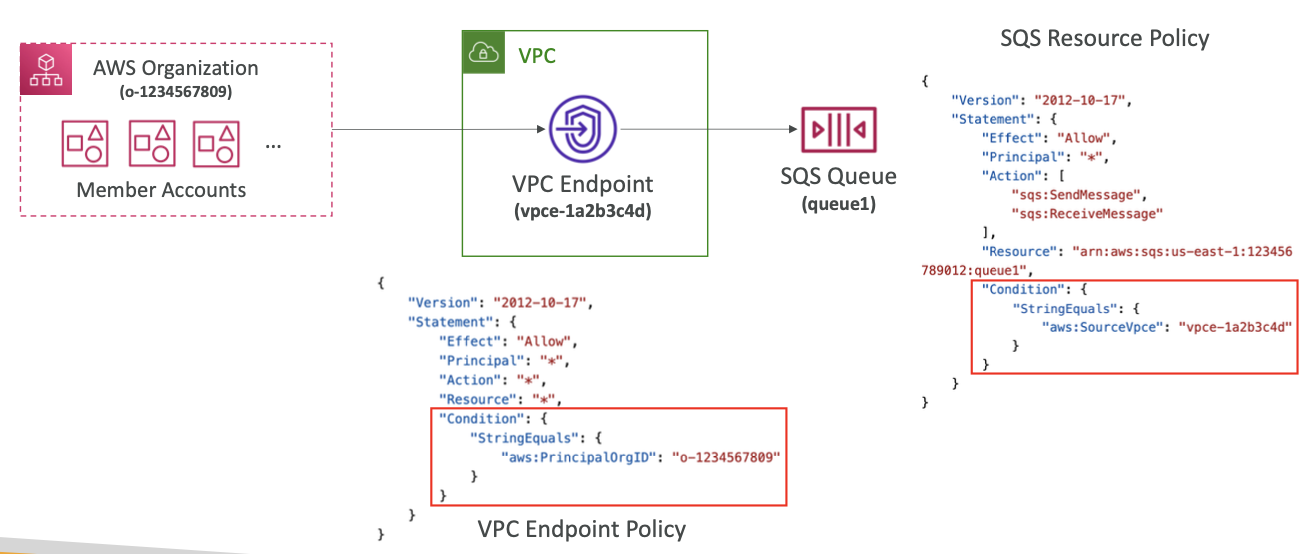 AWS Organization
(o-1234567809)
...
Member Accounts
VPC
VPC Endpoint
(vpce-1a2b3c4d)
SQS Queue
(queue1)
{
"Version": "2012-10-17",
"Statement": {
"Effect": "Allow",
"Principal": "*",
"Action": "*",
"Resource": "*",
"Condition": {
"StringEquals": {
"aws:PrincipalOrgID": "o-1234567809"
}
}
}
}
VPC Endpoint Policy
SQS Resource Policy
{
"Version": "2012-10-17",
"Statement": {
"Effect": "Allow",
"Principal": "*",
"Action": [
"sqs:SendMessage",
"sqs:ReceiveMessage"
],
"Resource": "arn:aws:sqs:us-east-1:123456
789012:queue1",
"Condition": {
"StringEquals": {
"aws:SourceVpce": "vpce-1a2b3c4d"
}
}
}
}